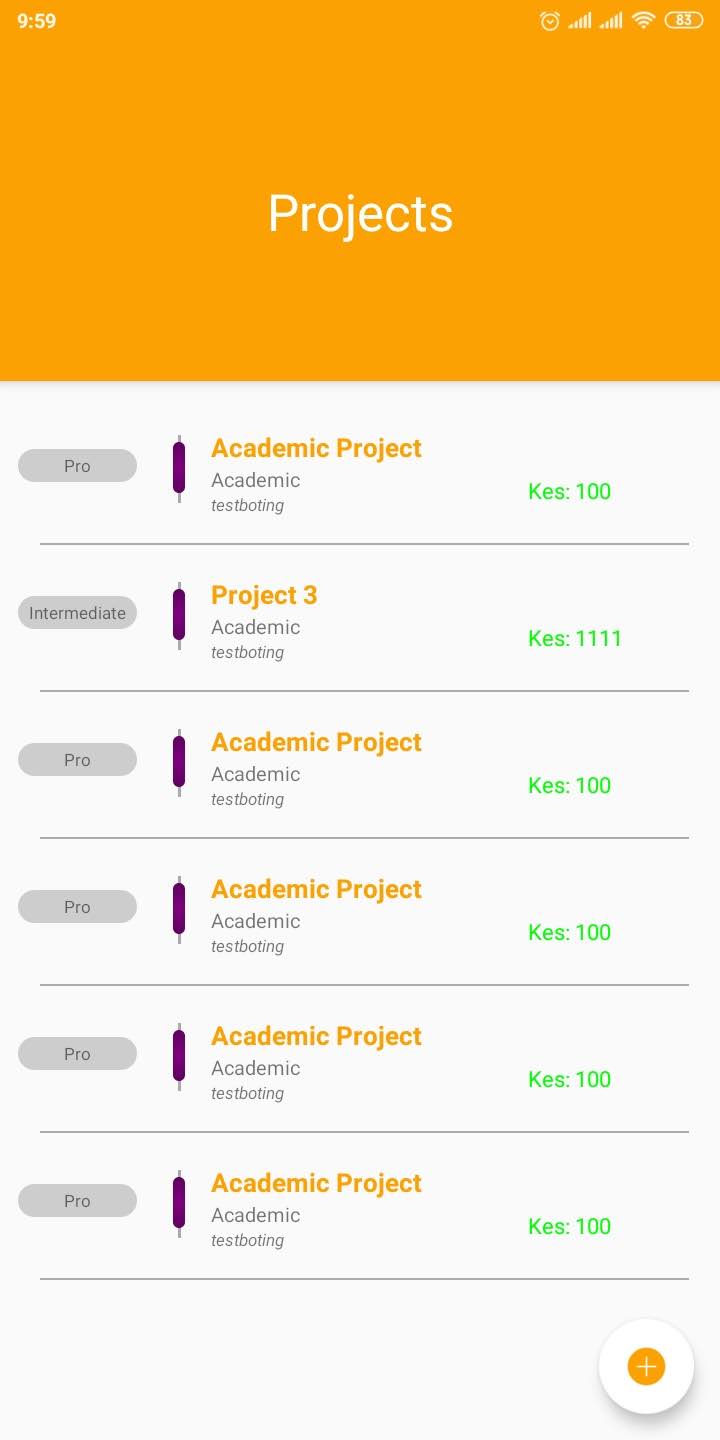 9:59
83
Projects
Pro
Academic Project
Academic
testboting
Kes: 100
Intermediate
Project 3
Academic
testboting
Kes: 1111
Pro
Academic Project
Academic
testboting
Kes: 100
Pro
Academic Project
Academic
testboting
Kes: 100
Pro
Academic Project
Academic
testboting
Kes: 100
Pro
Academic Project
Academic
testboting
Kes: 100